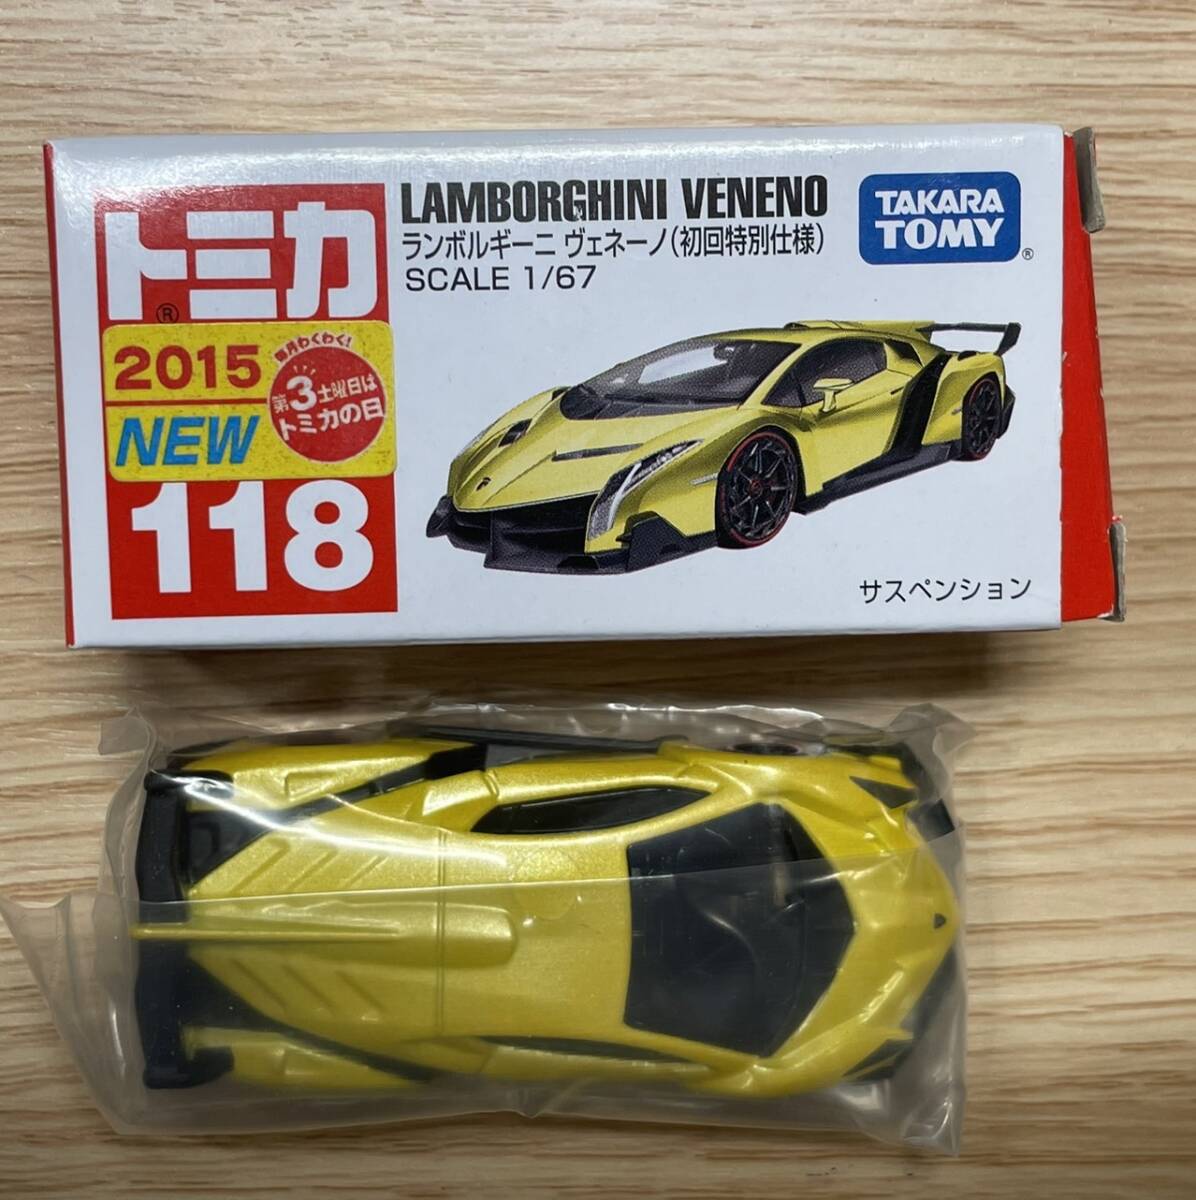 トミカ
®
2015
NEW
毎月わくわく!
第3土曜日は
トミカの日
118
LAMBORGHINI VENENO
ランボルギーニ ヴェネーノ(初回特別仕様)
SCALE 1/67
TAKARA
TOMY
®
サスペンション